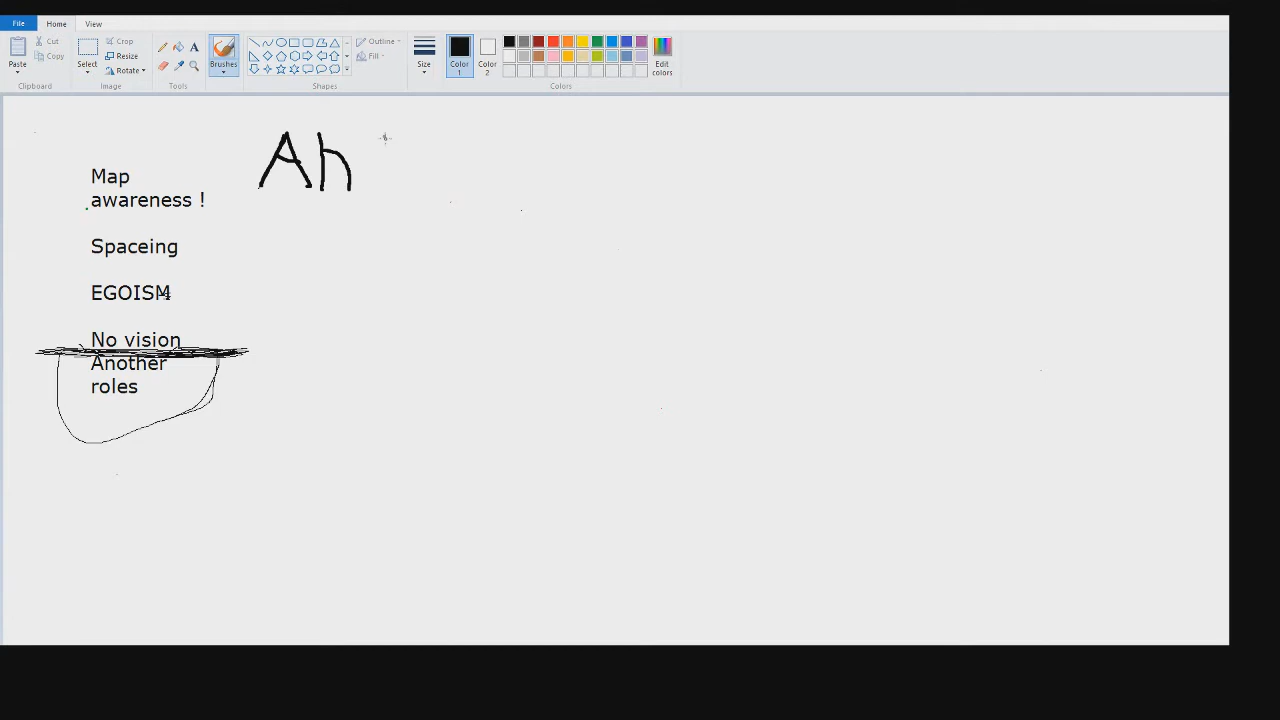 File Home View
Paste
Cut
Copy
Clipboard
Select
Crop
Resize
Rotate
Image
A
Tools
Brushes
Outline
Fill
Shapes
Size
Color
1
Color
2
Edit
colors
Colors
Ah
Map
awareness !
Spaceing
EGOISM
No vision
Another
roles